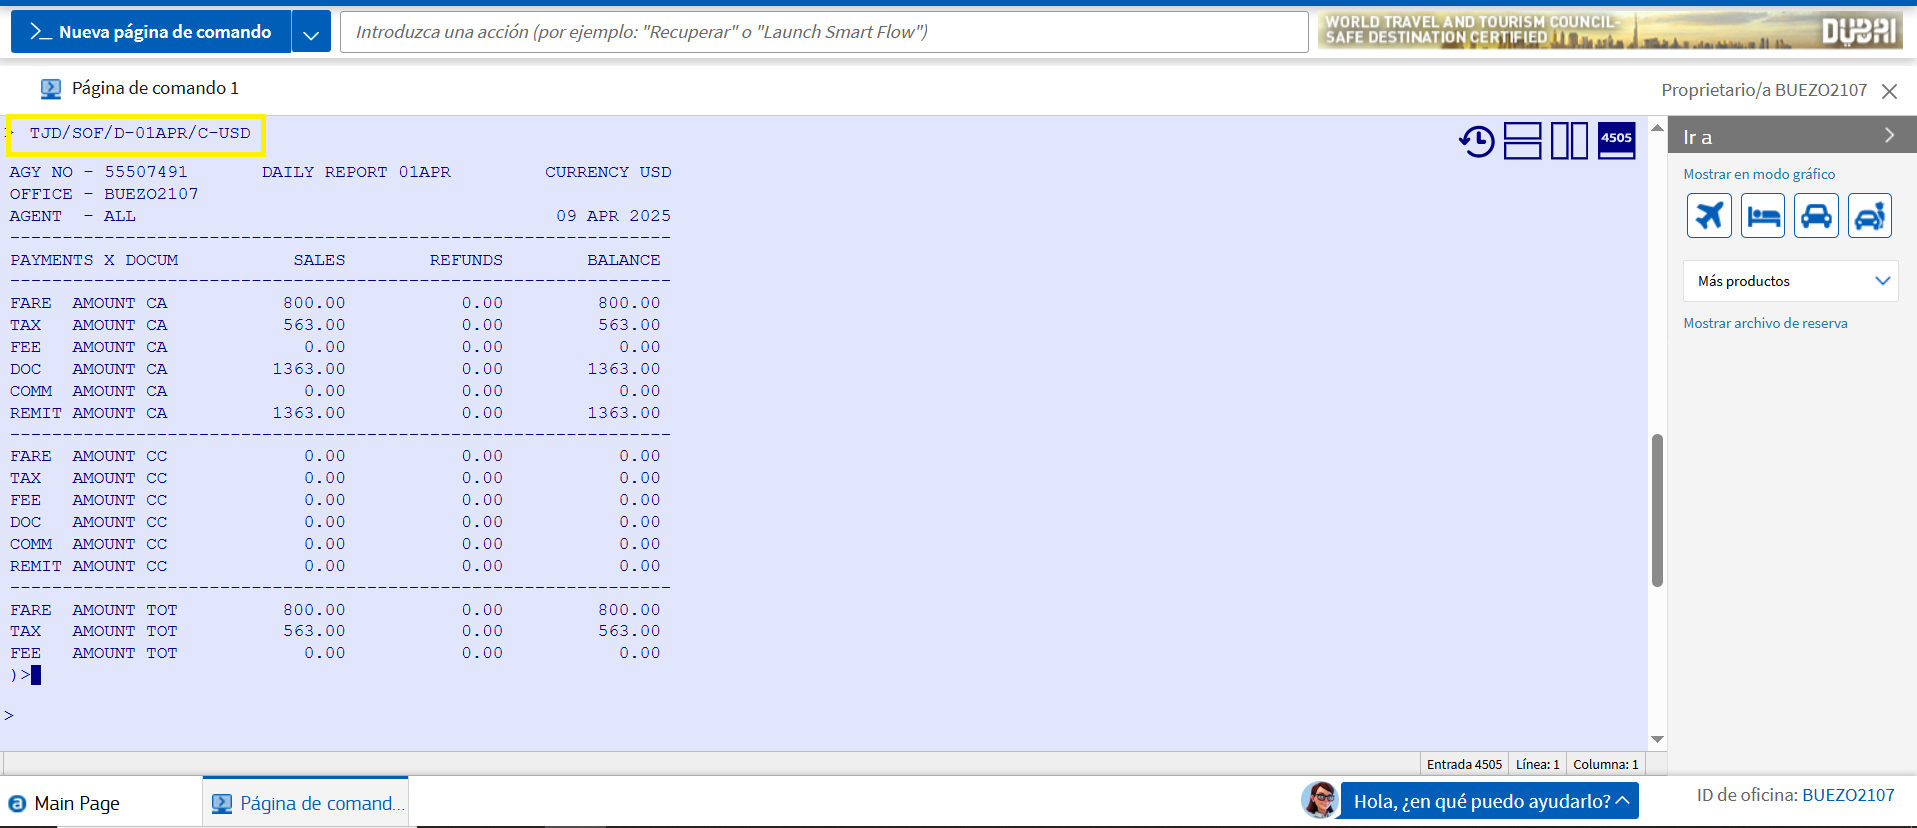 Nueva página de comando
Introduzca una acción (por ejemplo: "Recuperar" o "Launch Smart Flow")
WORLD TRAVEL AND TOURISM COUNCIL-
SAFE DESTINATION CERTIFIED
DUBAI
Página de comando 1
Proprietario/a BUEZO2107
> TJD/SOF/D-01APR/C-USD
4505
Ir a
AGY NO - 55507491 DAILY REPORT 01APR CURRENCY USD
OFFICE - BUEZO2107
AGENT - ALL 09 APR 2025
----------------------------------------------------------------
PAYMENTS X DOCUM SALES REFUNDS BALANCE
----------------------------------------------------------------
FARE AMOUNT CA 800.00 0.00 800.00
TAX AMOUNT CA 563.00 0.00 563.00
FEE AMOUNT CA 0.00 0.00 0.00
DOC AMOUNT CA 1363.00 0.00 1363.00
COMM AMOUNT CA 0.00 0.00 0.00
REMIT AMOUNT CA 1363.00 0.00 1363.00
----------------------------------------------------------------
FARE AMOUNT CC 0.00 0.00 0.00
TAX AMOUNT CC 0.00 0.00 0.00
FEE AMOUNT CC 0.00 0.00 0.00
DOC AMOUNT CC 0.00 0.00 0.00
COMM AMOUNT CC 0.00 0.00 0.00
REMIT AMOUNT CC 0.00 0.00 0.00
----------------------------------------------------------------
FARE AMOUNT TOT 800.00 0.00 800.00
TAX AMOUNT TOT 563.00 0.00 563.00
FEE AMOUNT TOT 0.00 0.00 0.00
)>
>
Mostrar en modo gráfico
Más productos
Mostrar archivo de reserva
Entrada 4505 Línea: 1 Columna: 1
Main Page
Página de comand...
Hola, ¿en qué puedo ayudarlo?
ID de oficina: BUEZO2107